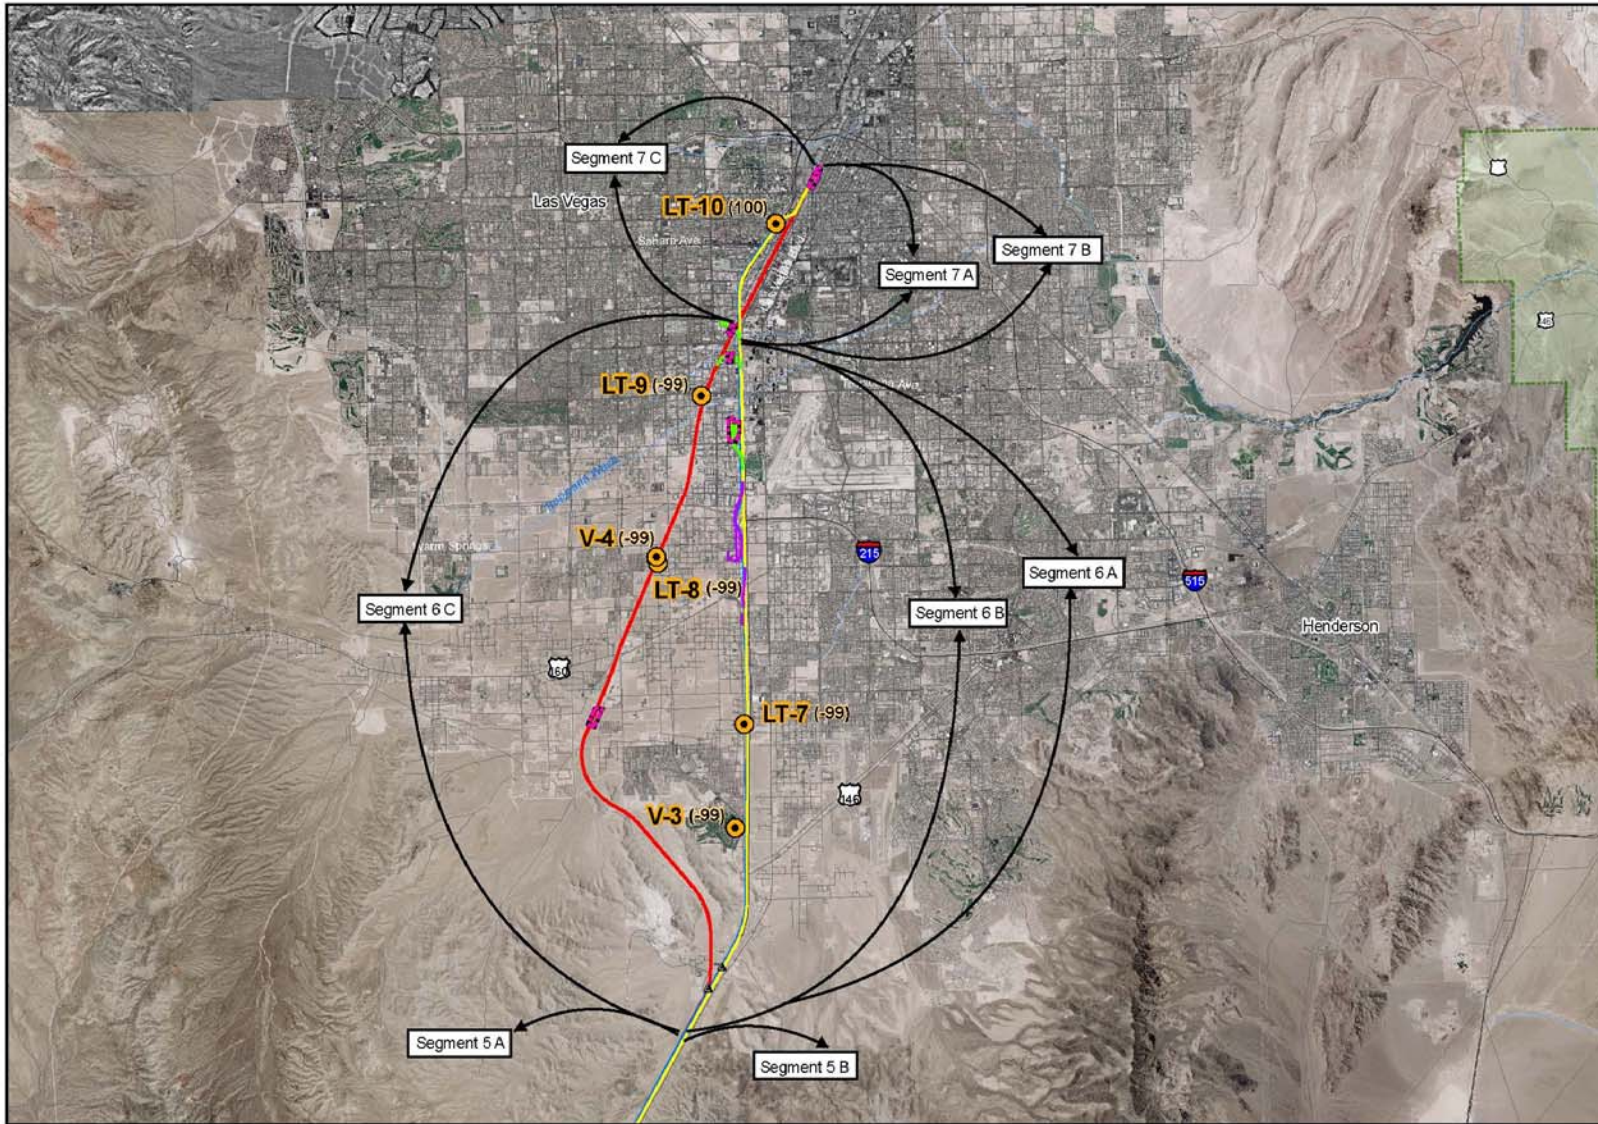 Segment 7 C
Las Vegas
LT-10 (100)
Sahara Ave
Segment 7 B
Segment 7 A
LT-9 (-99)
V-4 (-99)
215
LT-8 (-99)
Segment 6 A
515
Segment 6 C
Segment 6 B
Henderson
160
LT-7 (-99)
146
V-3 (-99)
Segment 5 A
Segment 5 B